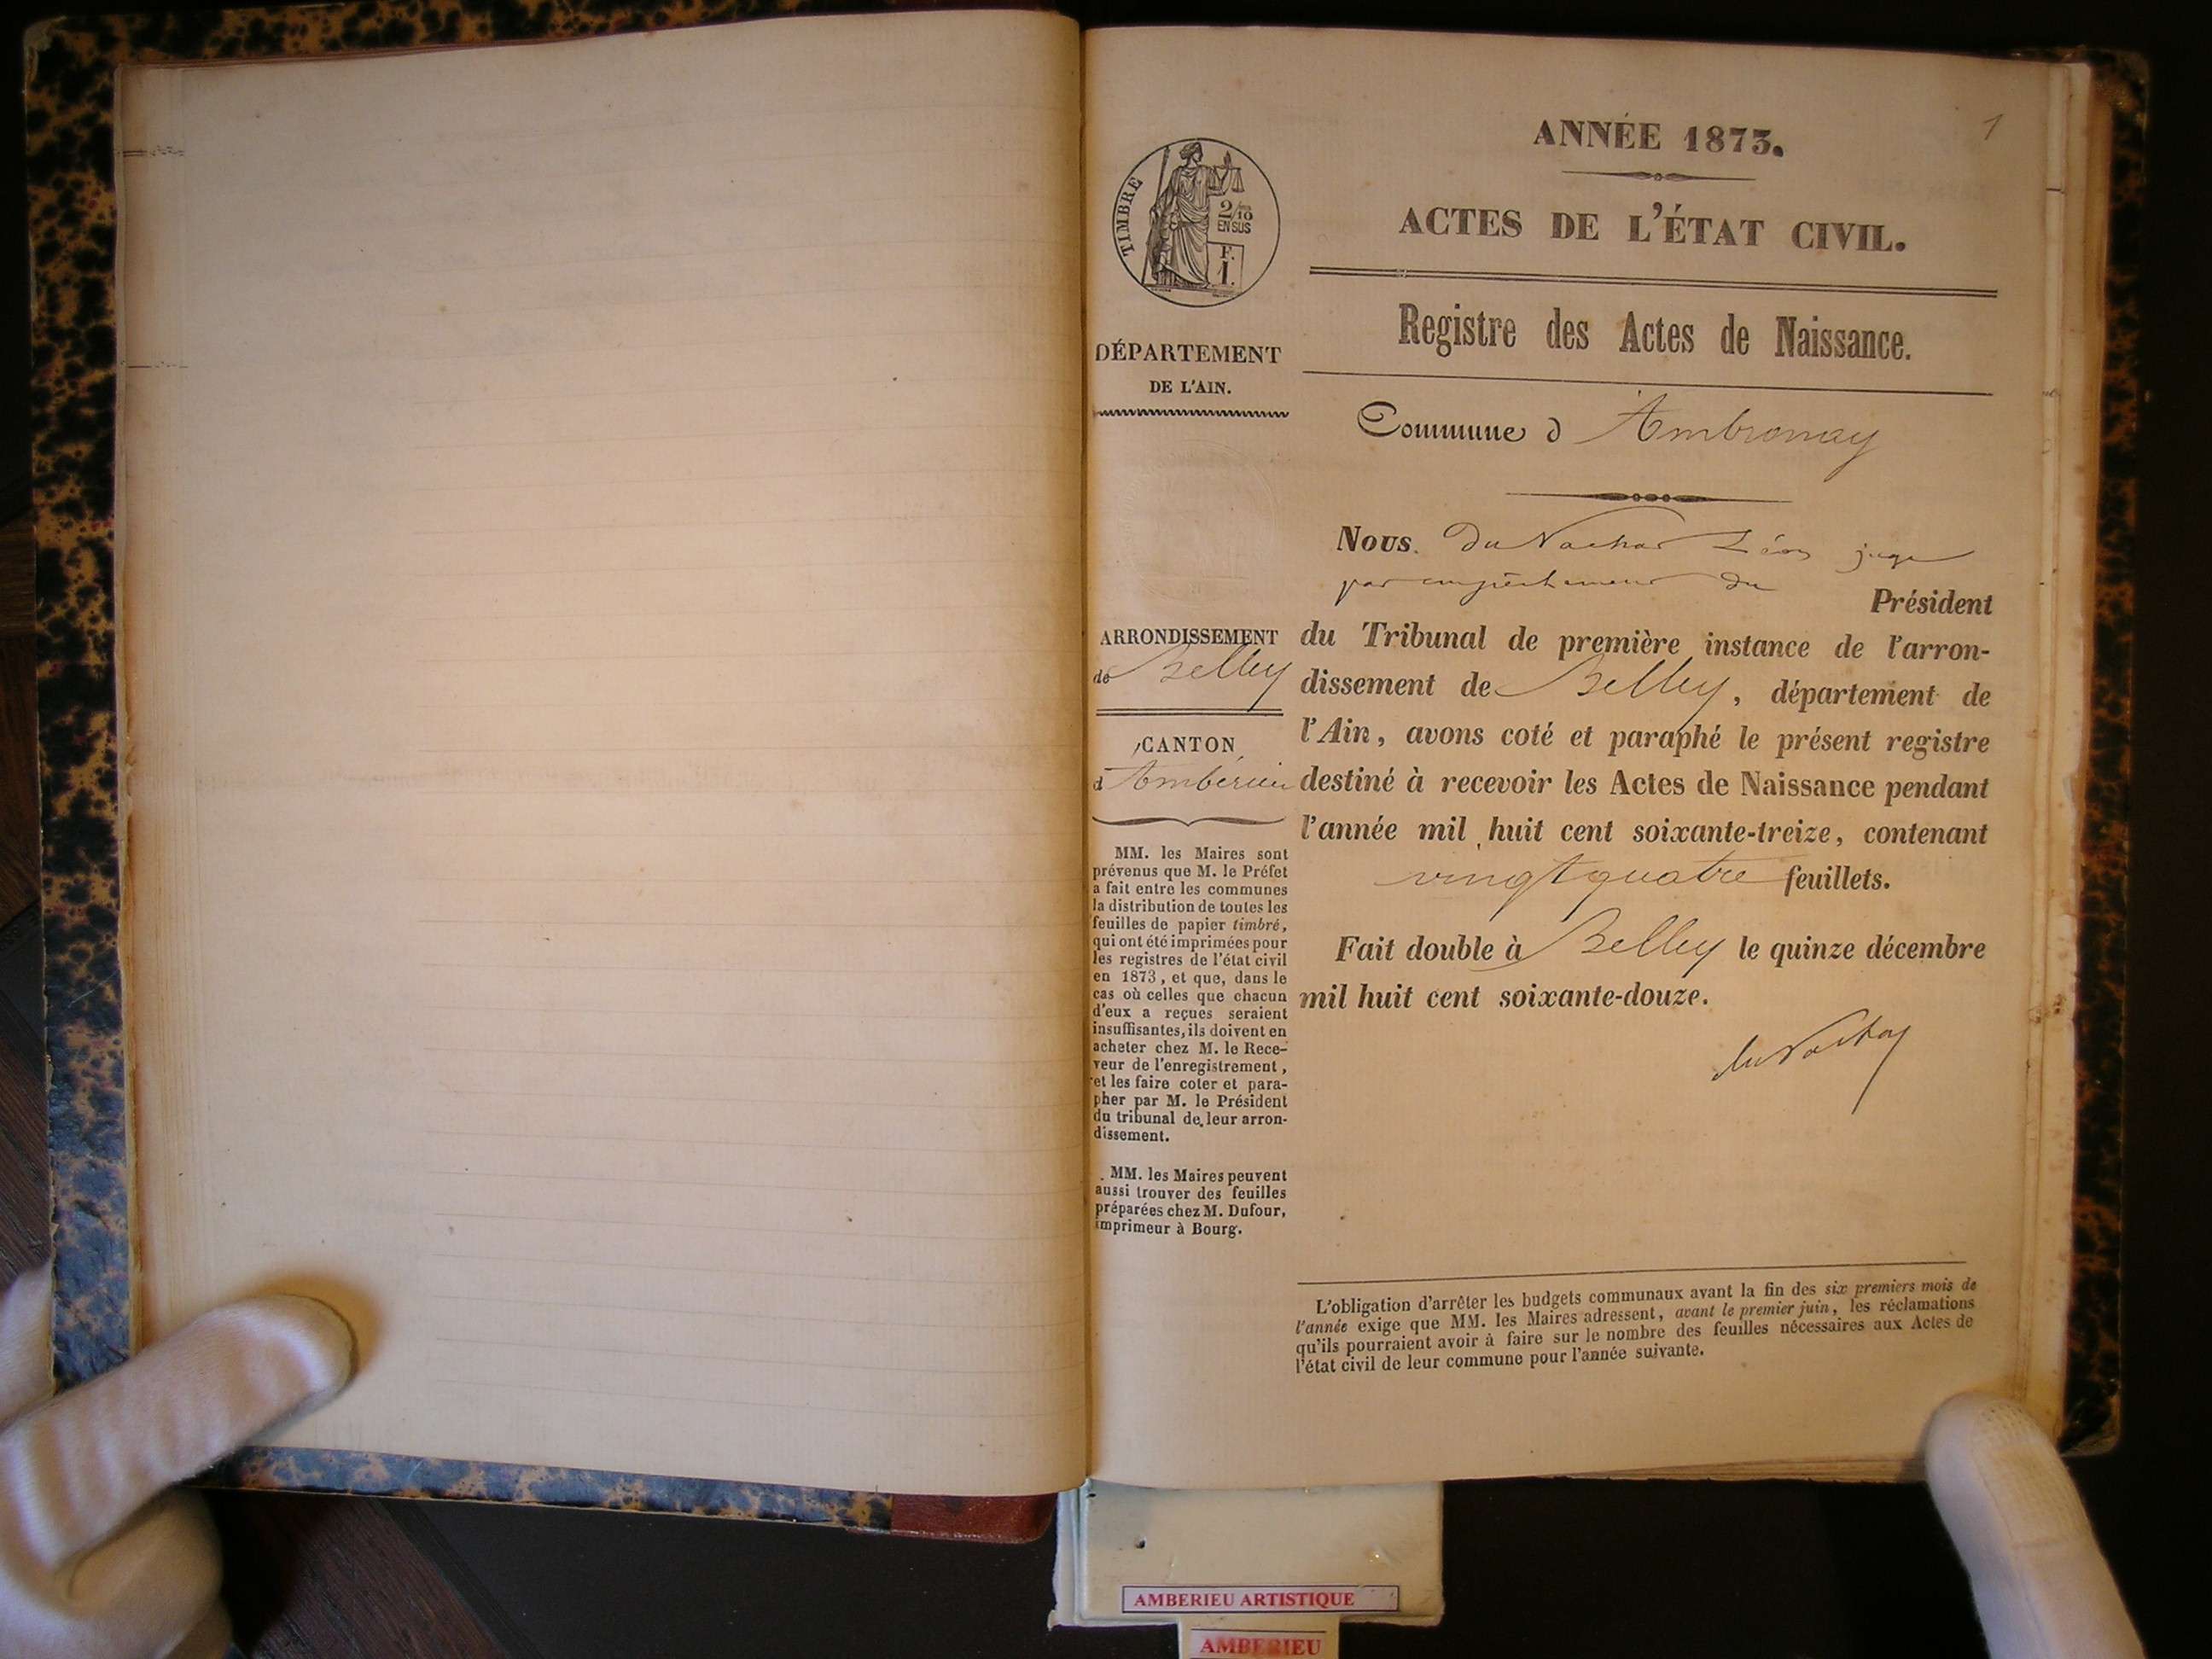 1
ANNÉE 1873.
ACTES DE L'ÉTAT CIVIL.
Registre des Actes de Naissance.
Commune d Ambronay
Nous. Du Nachar Léon juge
par empêchement du
Président
du Tribunal de première instance de l'arron-
dissement de Belley, département de
l'Ain, avons coté et paraphé le présent registre
destiné à recevoir les Actes de Naissance pendant
l'année mil huit cent soixante-treize, contenant
vingt quatre feuillets.
Fait double à Belley le quinze décembre
mil huit cent soixante-douze.
L'obligation d'arrêter les budgets communaux avant la fin des six premiers mois de
l'année exige que MM. les Maires adressent, avant le premier juin, les réclamations
qu'ils pourraient avoir à faire sur le nombre des feuilles nécessaires aux Actes de
l'état civil de leur commune pour l'année suivante.
TIMBRE
2/10
EN SUS
F.
1.
DÉPARTEMENT
DE L'AIN.
ARRONDISSEMENT
de Belley
CANTON
d Ambérieu
MM. les Maires sont
prévenus que M. le Préfet
a fait entre les communes
la distribution de toutes les
feuilles de papier timbré,
qui ont été imprimées pour
les registres de l'état civil
en 1873, et que, dans le
cas où celles que chacun
d'eux a reçues seraient
insuffisantes, ils doivent en
acheter chez M. le Rece-
veur de l'enregistrement,
et les faire coter et para-
pher par M. le Président
du tribunal de leur arron-
dissement.
MM. les Maires peuvent
aussi trouver des feuilles
préparées chez M. Dufour,
imprimeur à Bourg.
AMBERIEU ARTISTIQUE
AMBERIEU